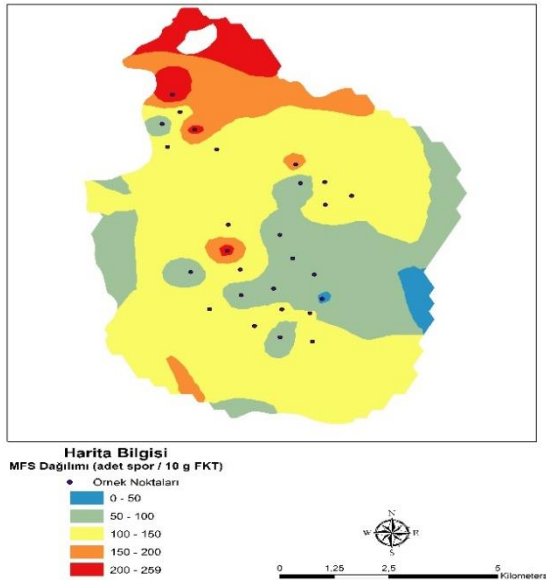 Harita Bilgisi
MFS Dağılımı (adet spor / 10 g FKT)
Örnek Noktaları
0 - 50
50 - 100
100 - 150
150 - 200
200 - 259
N
W E
S
0 1,25 2,5 5
Kilometers